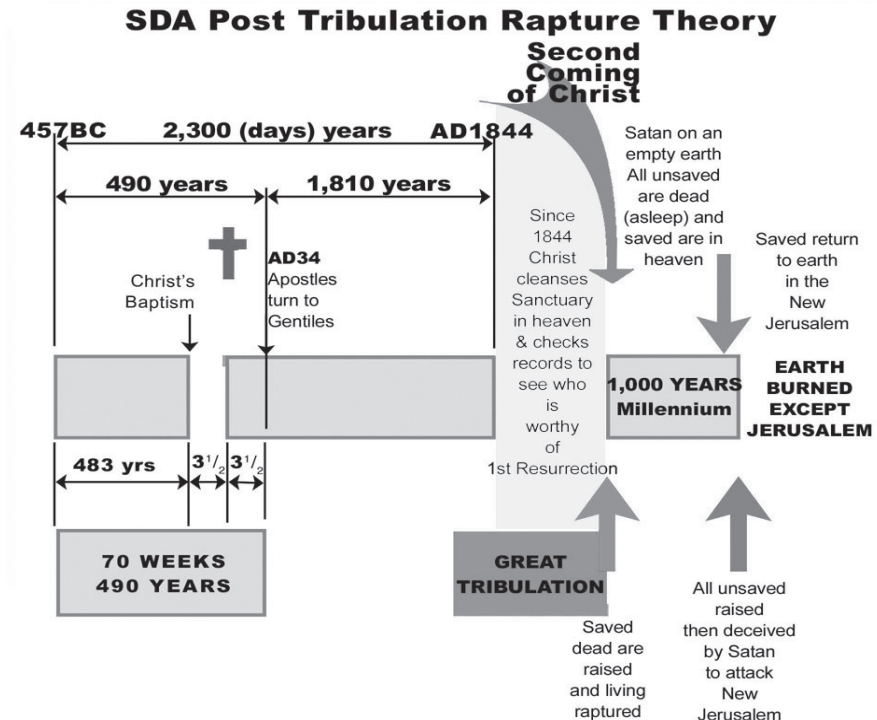 SDA Post Tribulation Rapture Theory
Second
Coming
of Christ
457BC
2,300 (days) years
AD1844
490 years
1,810 years
Christ's
Baptism
AD34
Apostles
turn to
Gentiles
Since
1844
Christ
cleanses
Sanctuary
in heaven
& checks
records to
see who
is
worthy
of
1st Resurrection
Satan on an
empty earth
All unsaved
are dead
(asleep) and
saved are in
heaven
Saved return
to earth
in the
New
Jerusalem
1,000 YEARS
Millennium
EARTH
BURNED
EXCEPT
JERUSALEM
483 yrs
3 1/2
3 1/2
70 WEEKS
490 YEARS
GREAT
TRIBULATION
Saved
dead are
raised
and living
raptured
All unsaved
raised
then deceived
by Satan
to attack
New
Jerusalem